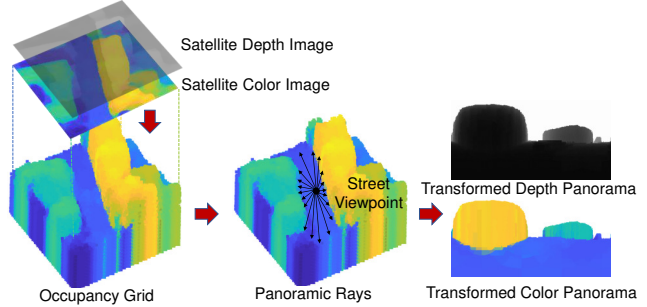 Satellite Depth Image
Satellite Color Image
Street
Viewpoint
Transformed Depth Panorama
Occupancy Grid
Panoramic Rays
Transformed Color Panorama